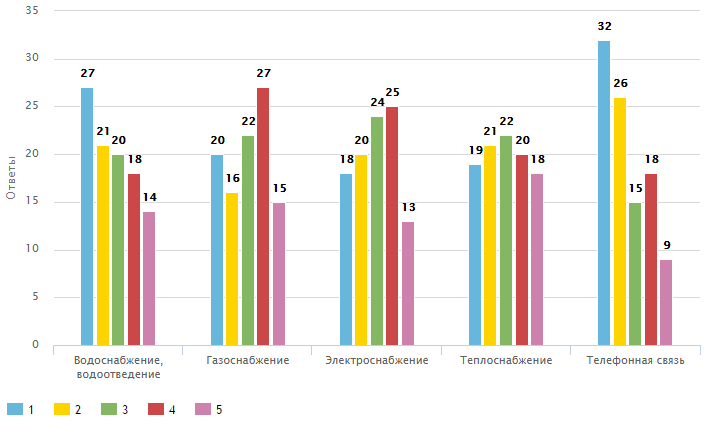 35
30
25
20
15
10
5
0
Ответы
27 21 20 18 14
20 16 22 27 15
18 20 24 25 13
19 21 22 20 18
32 26 15 18 9
Водоснабжение,
водоотведение
Газоснабжение
Электроснабжение
Теплоснабжение
Телефонная связь
1 2 3 4 5